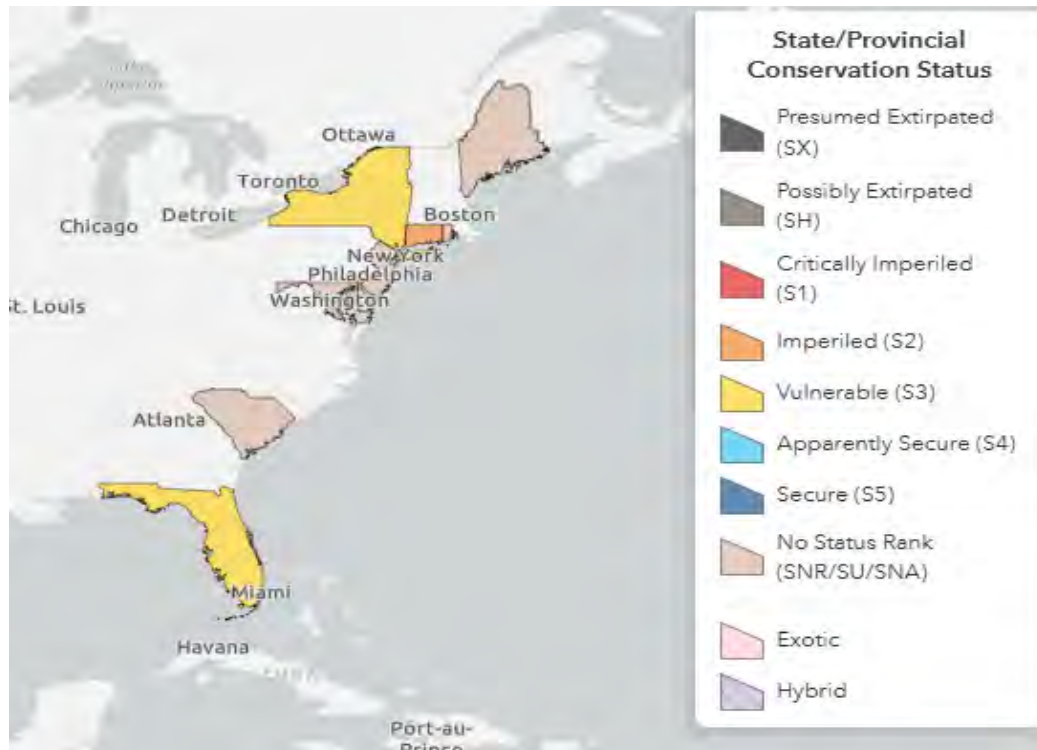 Ottawa
Toronto
Chicago
Detroit
Boston
New York
Philadelphia
Washington
St. Louis
Atlanta
Miami
Havana
Port-au-
Prince
State/Provincial
Conservation Status
Presumed Extirpated
(SX)
Possibly Extirpated
(SH)
Critically Imperiled
(S1)
Imperiled (S2)
Vulnerable (S3)
Apparently Secure (S4)
Secure (S5)
No Status Rank
(SNR/SU/SNA)
Exotic
Hybrid